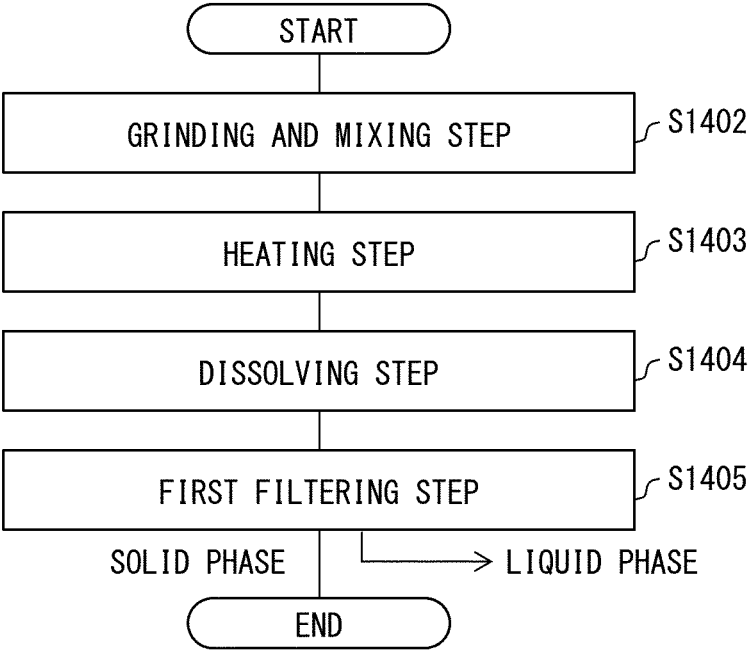 START
GRINDING AND MIXING STEP
S1402
HEATING STEP
S1403
DISSOLVING STEP
S1404
FIRST FILTERING STEP
S1405
SOLID PHASE
LIQUID PHASE
END